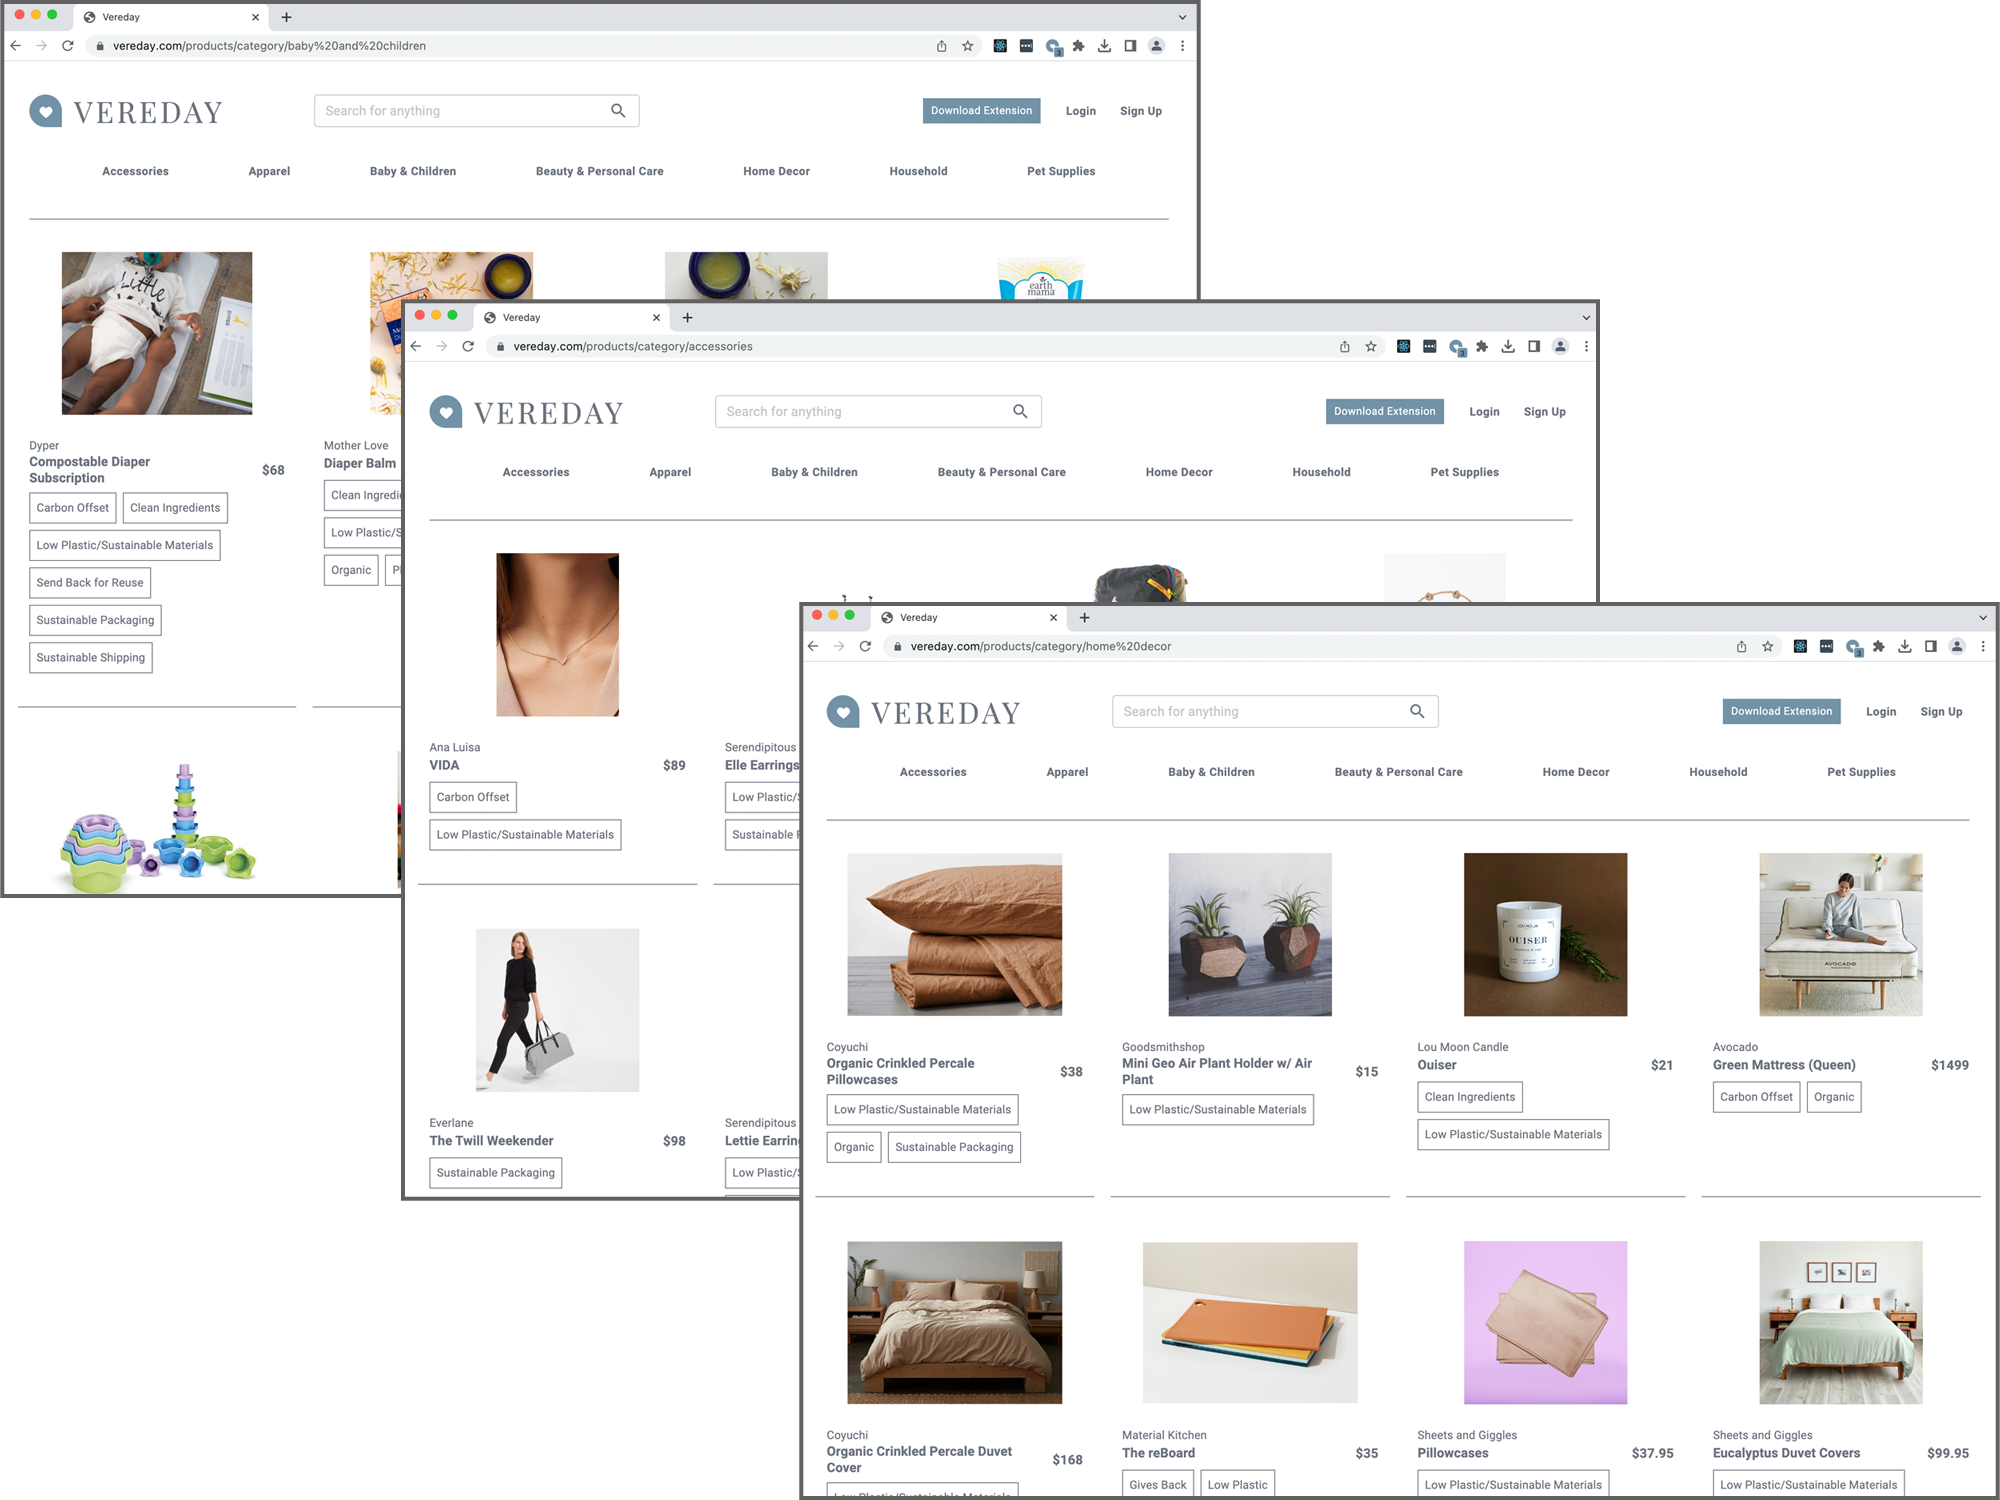 Vereday
vereday.com/products/category/baby%20and%20children
VEREDAY
Search for anything
Download Extension
Login
Sign Up
Accessories
Apparel
Baby & Children
Beauty & Personal Care
Home Decor
Household
Pet Supplies
Little
earth
mama
Dyper
Compostable Diaper
Subscription
$68
Carbon Offset
Clean Ingredients
Low Plastic/Sustainable Materials
Send Back for Reuse
Sustainable Packaging
Sustainable Shipping
Mother Love
Diaper Balm
Clean Ingredie
Low Plastic/S
Organic
Vereday
vereday.com/products/category/accessories
VEREDAY
Search for anything
Download Extension
Login
Sign Up
Accessories
Apparel
Baby & Children
Beauty & Personal Care
Home Decor
Household
Pet Supplies
Ana Luisa
VIDA
$89
Carbon Offset
Low Plastic/Sustainable Materials
Serendipitous
Elle Earrings
Low Plastic/S
Sustainable P
Everlane
The Twill Weekender
$98
Sustainable Packaging
Serendipitous
Lettie Earring
Low Plastic/S
Vereday
vereday.com/products/category/home%20decor
VEREDAY
Search for anything
Download Extension
Login
Sign Up
Accessories
Apparel
Baby & Children
Beauty & Personal Care
Home Decor
Household
Pet Supplies
OUISER
AVOCADO
Coyuchi
Organic Crinkled Percale
Pillowcases
$38
Low Plastic/Sustainable Materials
Organic
Sustainable Packaging
Goodsmithshop
Mini Geo Air Plant Holder w/ Air
Plant
$15
Low Plastic/Sustainable Materials
Lou Moon Candle
Ouiser
$21
Clean Ingredients
Low Plastic/Sustainable Materials
Avocado
Green Mattress (Queen)
$1499
Carbon Offset
Organic
Coyuchi
Organic Crinkled Percale Duvet
Cover
$168
Low Plastic/Sustainable Materials
Material Kitchen
The reBoard
$35
Gives Back
Low Plastic
Sheets and Giggles
Pillowcases
$37.95
Low Plastic/Sustainable Materials
Sheets and Giggles
Eucalyptus Duvet Covers
$99.95
Low Plastic/Sustainable Materials